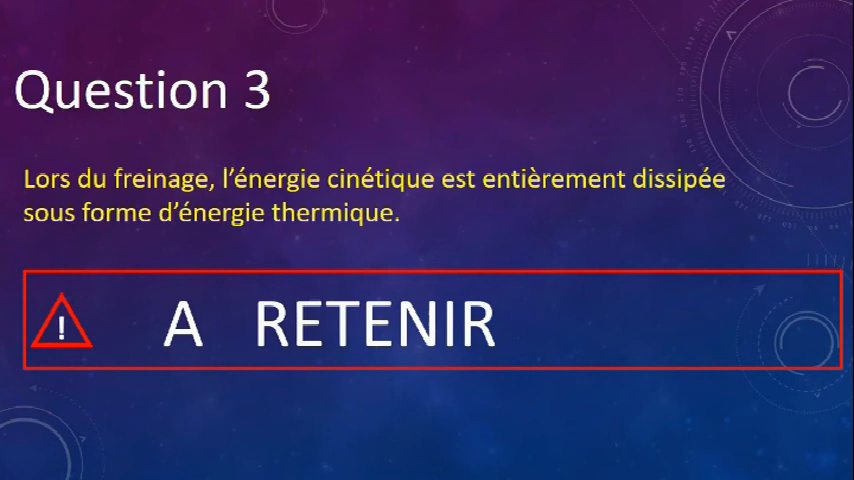 Question 3
Lors du freinage, l’énergie cinétique est entièrement dissipée
sous forme d’énergie thermique.
! A RETENIR